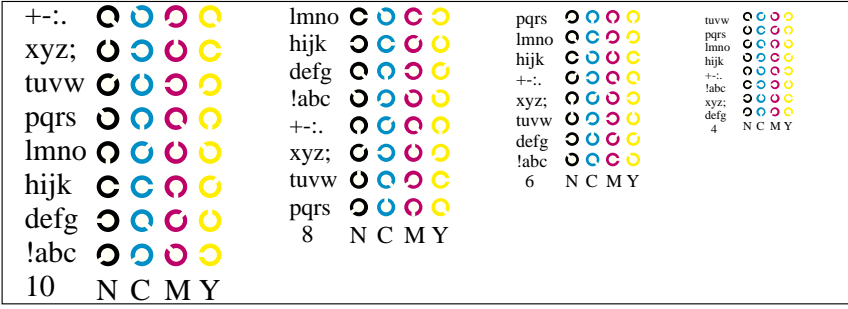 +-:.
xyz;
tuvw
pqrs
lmno
hijk
defg
!abc
10 N C M Y
lmno
hijk
defg
!abc
+-:.
xyz;
tuvw
pqrs
8 N C M Y
pqrs
lmno
hijk
+-:.
xyz;
tuvw
defg
!abc
6 N C M Y
tuvw
pqrs
lmno
hijk
+-:.
!abc
xyz;
defg
4 N C M Y